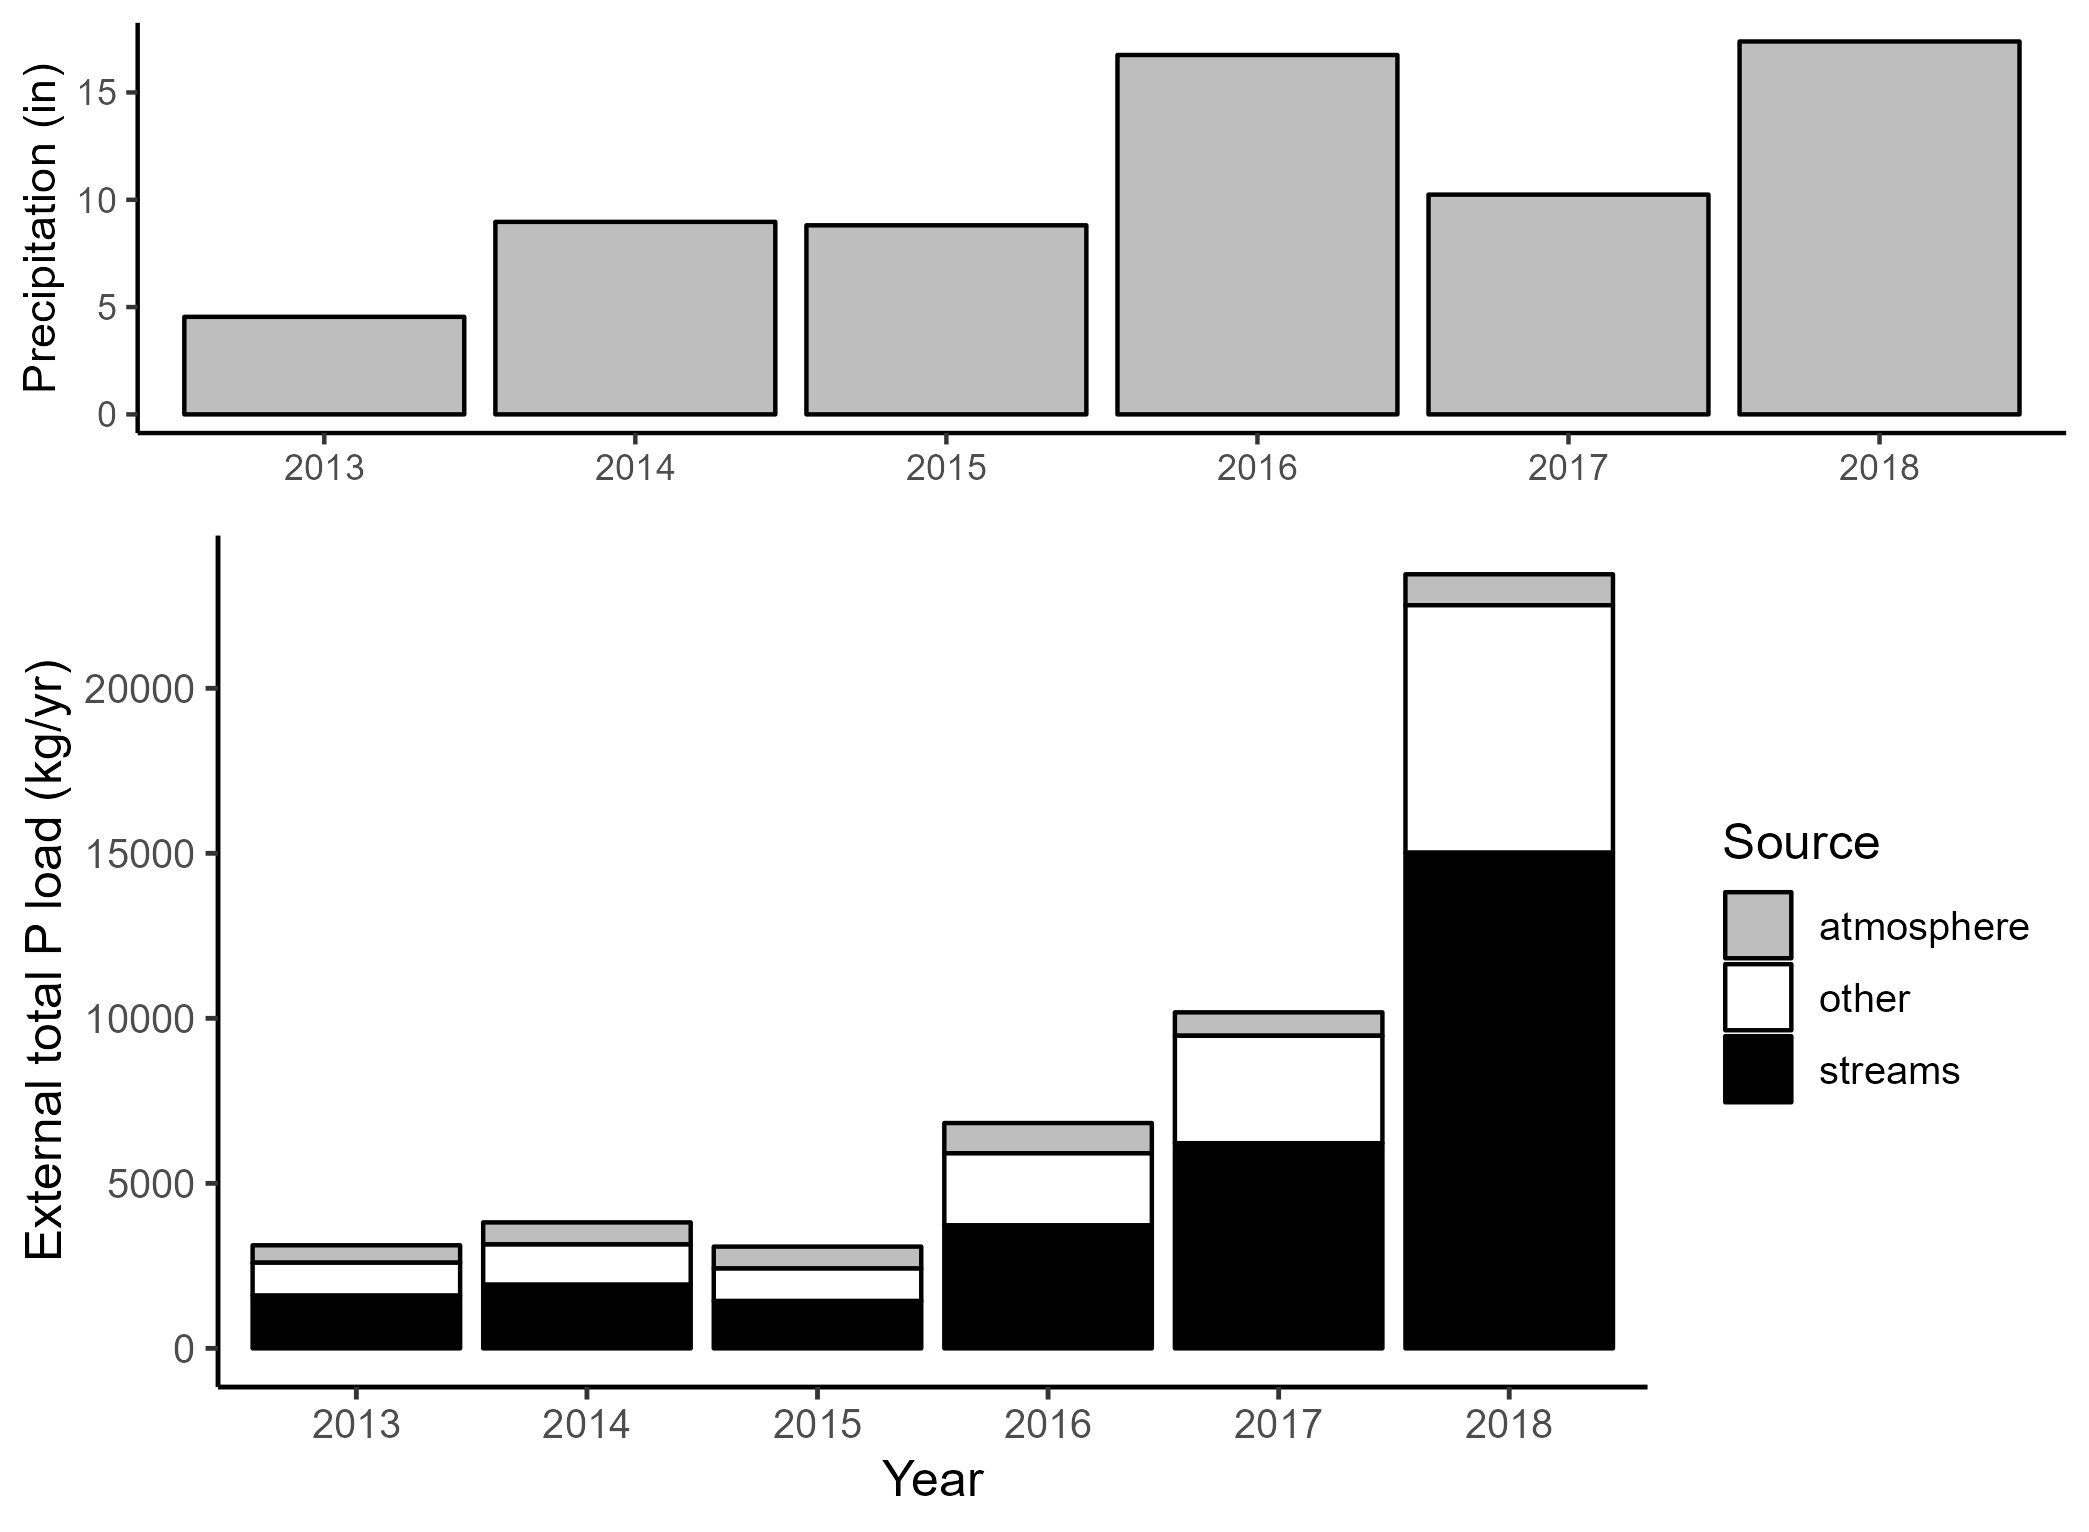 Precipitation (in)
15
10
5
0
2013 2014 2015 2016 2017 2018
External total P load (kg/yr)
20000
15000
10000
5000
0
2013 2014 2015 2016 2017 2018
Year
Source
atmosphere
other
streams